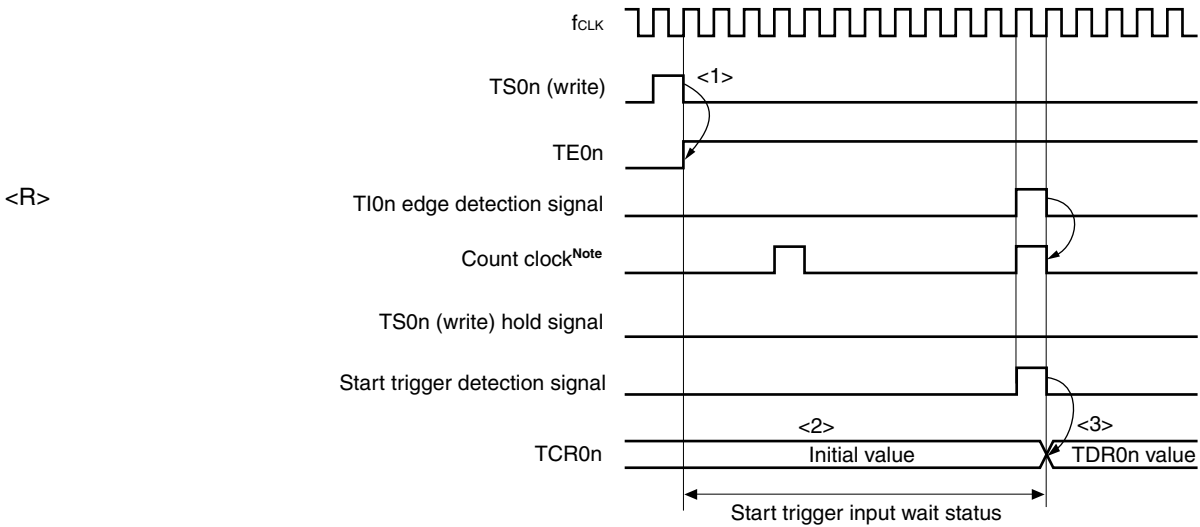 fCLK
TS0n (write)
<1>
TE0n
<R>
TI0n edge detection signal
Count clockNote
TS0n (write) hold signal
Start trigger detection signal
<2>
<3>
TCR0n
Initial value
TDR0n value
Start trigger input wait status